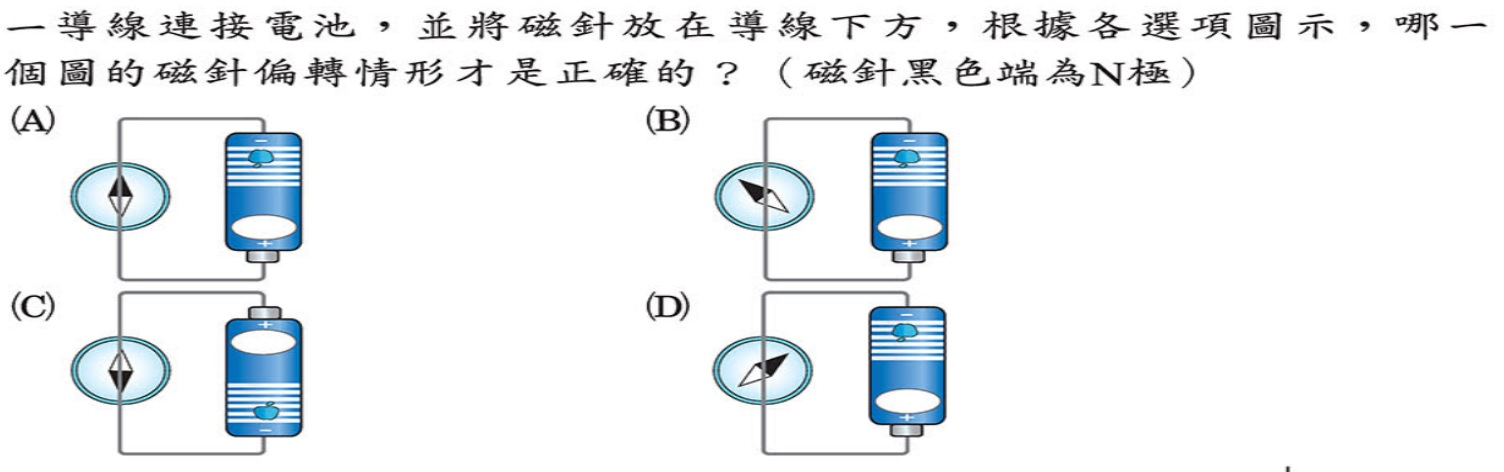 一導線連接電池，並將磁針放在導線下方，根據各選項圖示，哪一
個圖的磁針偏轉情形才是正確的？（磁針黑色端為N極）
(A)
(B)
－
－
＋
＋
(C)
(D)
＋
－
－
＋